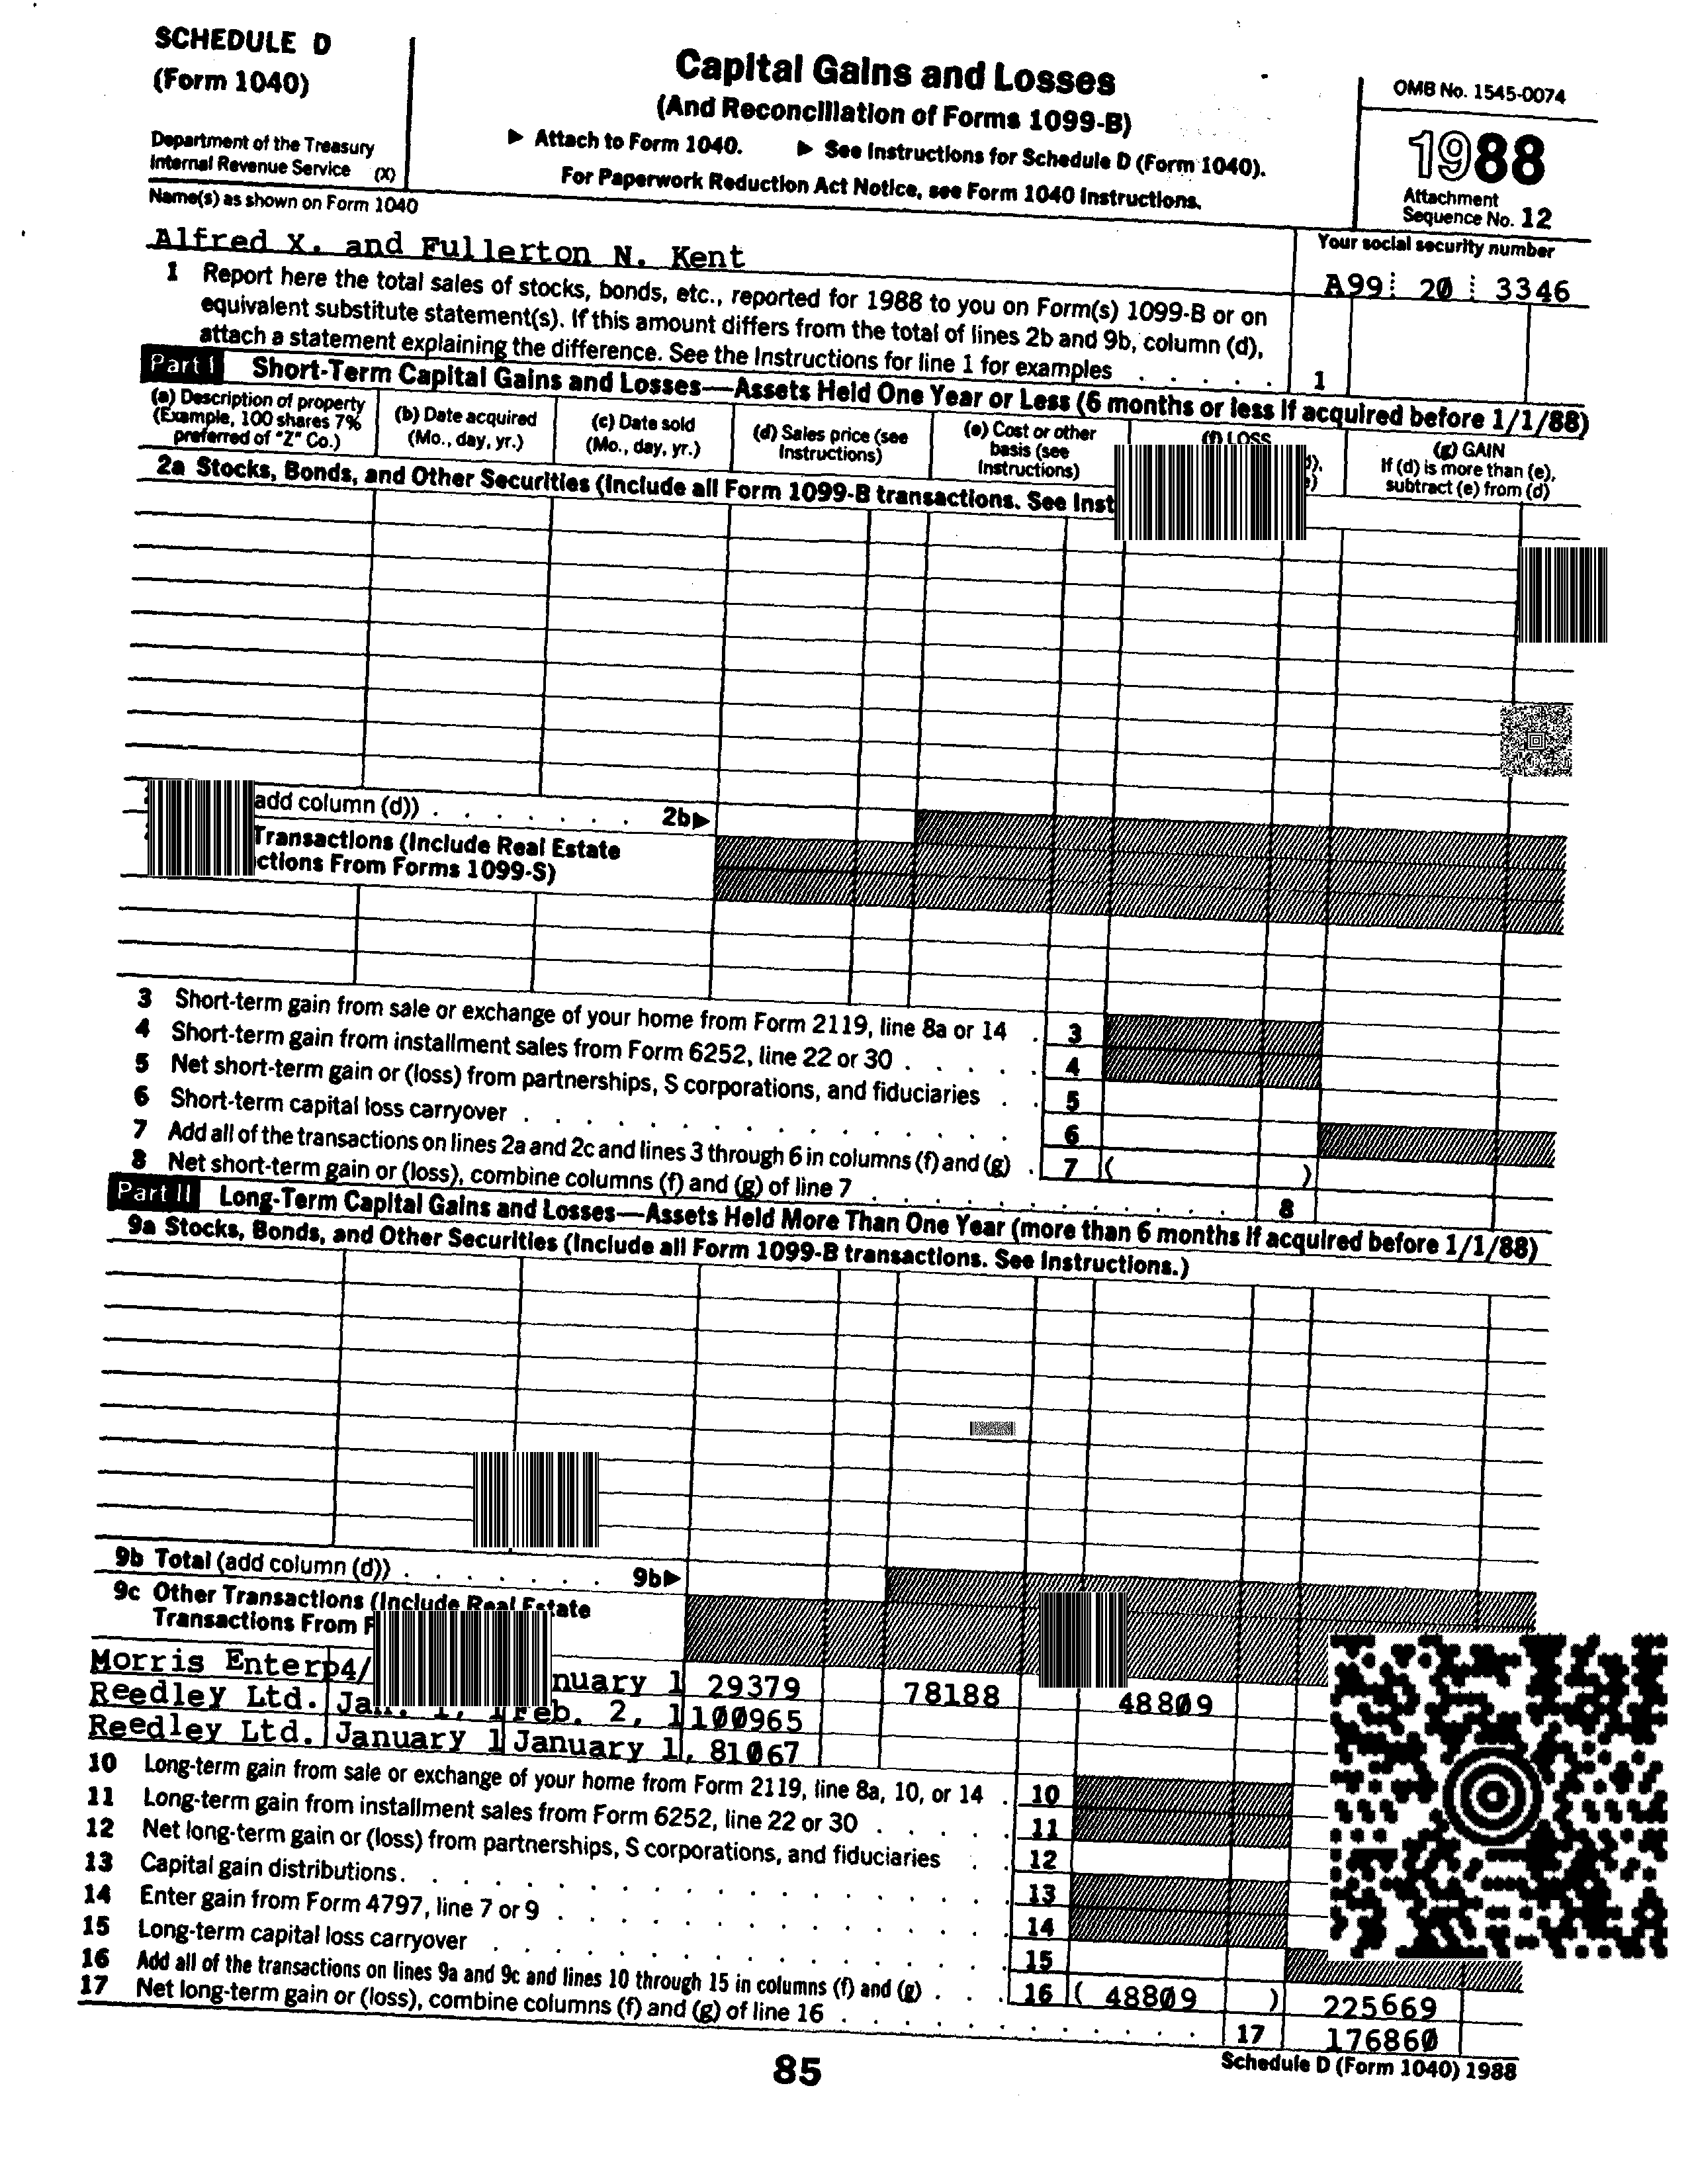 SCHEDULE D
(Form 1040)
Department of the Treasury
Internal Revenue Service (X)
Capital Gains and Losses
(And Reconciliation of Forms 1099-B)
▶ Attach to Form 1040. ▶ See Instructions for Schedule D (Form 1040).
For Paperwork Reduction Act Notice, see Form 1040 Instructions.
OMB No. 1545-0074
1988
Attachment
Sequence No. 12
Name(s) as shown on Form 1040
Alfred X. and Fullerton N. Kent
Your social security number
A99 20 3346
1 Report here the total sales of stocks, bonds, etc., reported for 1988 to you on Form(s) 1099-B or on
equivalent substitute statement(s). If this amount differs from the total of lines 2b and 9b, column (d),
attach a statement explaining the difference. See the Instructions for line 1 for examples . . . . . 1
Part I Short-Term Capital Gains and Losses—Assets Held One Year or Less (6 months or less if acquired before 1/1/88)
(a) Description of property
(Example, 100 shares 7%
preferred of "Z" Co.)
(b) Date acquired
(Mo., day, yr.)
(c) Date sold
(Mo., day, yr.)
(d) Sales price (see
Instructions)
(e) Cost or other
basis (see
Instructions)
(f) LOSS
(g) GAIN
If (d) is more than (e),
subtract (e) from (d)
2a Stocks, Bonds, and Other Securities (Include all Form 1099-B transactions. See Inst
add column (d)) . . . . . . . 2b▶
Transactions (Include Real Estate
ctions From Forms 1099-S)
3 Short-term gain from sale or exchange of your home from Form 2119, line 8a or 14 . 3
4 Short-term gain from installment sales from Form 6252, line 22 or 30 . . . . . 4
5 Net short-term gain or (loss) from partnerships, S corporations, and fiduciaries . . 5
6 Short-term capital loss carryover . . . . . . . . . . . . . . . . 6
7 Add all of the transactions on lines 2a and 2c and lines 3 through 6 in columns (f) and (g) . 7 ( )
8 Net short-term gain or (loss), combine columns (f) and (g) of line 7 . . . . . . . . . . . 8
Part II Long-Term Capital Gains and Losses—Assets Held More Than One Year (more than 6 months if acquired before 1/1/88)
9a Stocks, Bonds, and Other Securities (Include all Form 1099-B transactions. See Instructions.)
9b Total (add column (d)) . . . . . . . 9b▶
9c Other Transactions (Include Real Estate
Transactions From F
Morris Enterp 4/ nuary 1 29379 78188 48809
Reedley Ltd. Jan. 1, 1 Feb. 2, 1 100965
Reedley Ltd. January 1 January 1, 81067
10 Long-term gain from sale or exchange of your home from Form 2119, line 8a, 10, or 14 . 10
11 Long-term gain from installment sales from Form 6252, line 22 or 30 . . . . . 11
12 Net long-term gain or (loss) from partnerships, S corporations, and fiduciaries . . 12
13 Capital gain distributions . . . . . . . . . . . . . . . . . . 13
14 Enter gain from Form 4797, line 7 or 9 . . . . . . . . . . . . . 14
15 Long-term capital loss carryover . . . . . . . . . . . . . . . . 15
16 Add all of the transactions on lines 9a and 9c and lines 10 through 15 in columns (f) and (g) . . . 16 ( 48809 ) 225669
17 Net long-term gain or (loss), combine columns (f) and (g) of line 16 . . . . . . . . . . . . 17 176860
85
Schedule D (Form 1040) 1988